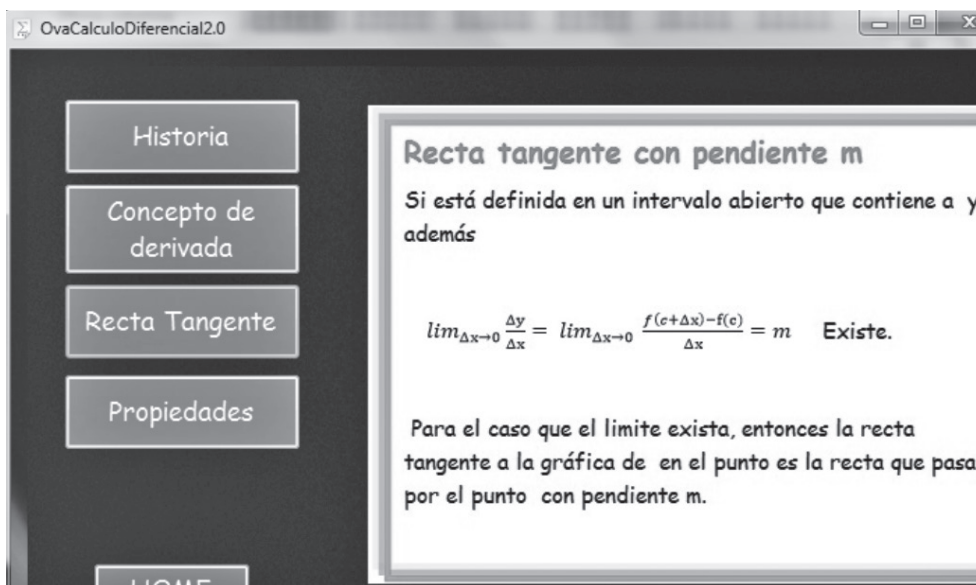 OvaCalculoDiferencial2.0
Historia
Concepto de
derivada
Recta Tangente
Propiedades
HOME
Recta tangente con pendiente m
Si está definida en un intervalo abierto que contiene a y
además
lim_{Δx→0} Δy/Δx = lim_{Δx→0} f(c+Δx)−f(c)/Δx = m Existe.
Para el caso que el limite exista, entonces la recta
tangente a la gráfica de en el punto es la recta que pasa
por el punto con pendiente m.